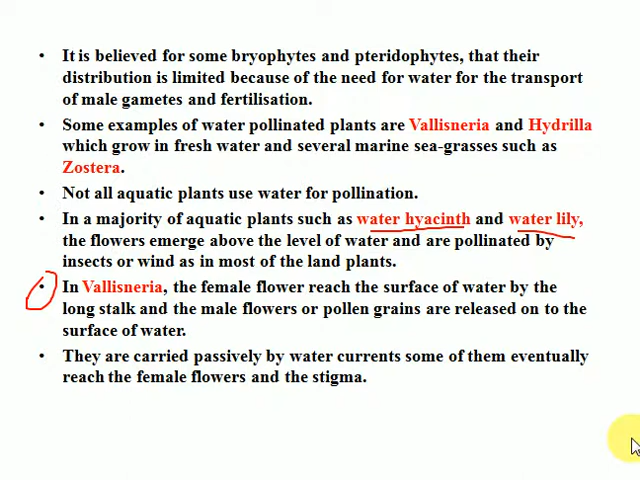 • It is believed for some bryophytes and pteridophytes, that their
distribution is limited because of the need for water for the transport
of male gametes and fertilisation.
• Some examples of water pollinated plants are Vallisneria and Hydrilla
which grow in fresh water and several marine sea-grasses such as
Zostera.
• Not all aquatic plants use water for pollination.
• In a majority of aquatic plants such as water hyacinth and water lily,
the flowers emerge above the level of water and are pollinated by
insects or wind as in most of the land plants.
• In Vallisneria, the female flower reach the surface of water by the
long stalk and the male flowers or pollen grains are released on to the
surface of water.
• They are carried passively by water currents some of them eventually
reach the female flowers and the stigma.